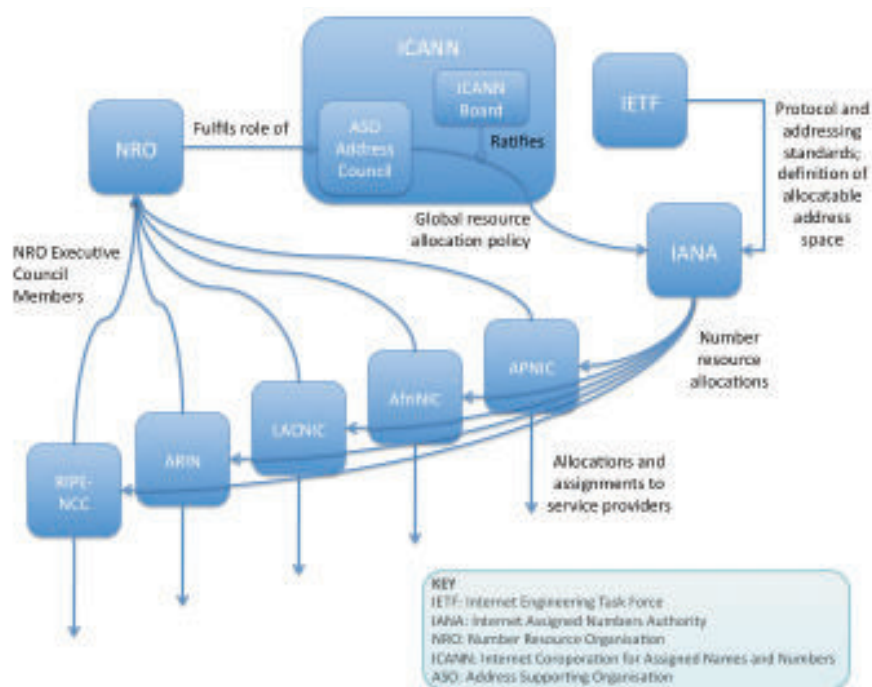 ICANN
ICANN
Board
IETF
Fulfils role of
NRO
ASO
Address
Council
Ratifies
Protocol and
addressing
standards;
definition of
allocatable
address
space
Global resource
allocation policy
IANA
NRO Executive
Council
Members
Number
resource
allocations
APNIC
AfriNIC
LACNIC
ARIN
RIPE-
NCC
Allocations and
assignments to
service providers
KEY
IETF: Internet Engineering Task Force
IANA: Internet Assigned Numbers Authority
NRO: Number Resource Organisation
ICANN: Internet Coroporation for Assigned Names and Numbers
ASO: Address Supporting Organisation